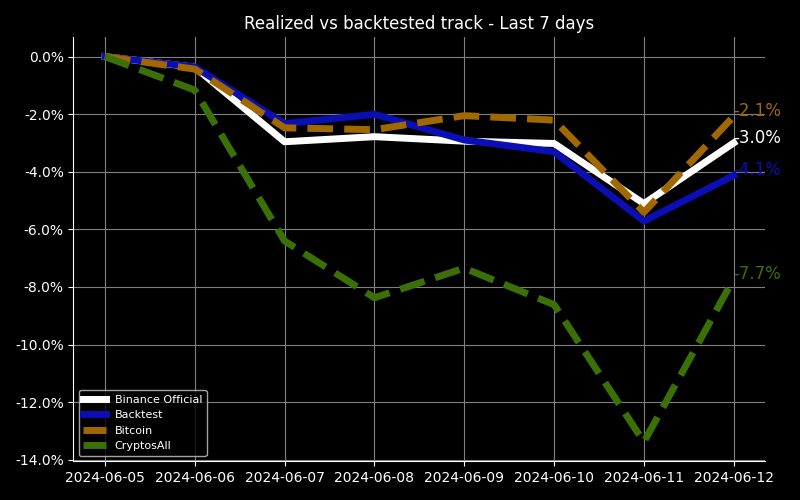 Realized vs backtested track - Last 7 days
0.0%
-2.0%
-4.0%
-6.0%
-8.0%
-10.0%
-12.0%
-14.0%
-2.1%
-3.0%
-4.1%
-7.7%
Binance Official
Backtest
Bitcoin
CryptosAll
2024-06-05 2024-06-06 2024-06-07 2024-06-08 2024-06-09 2024-06-10 2024-06-11 2024-06-12